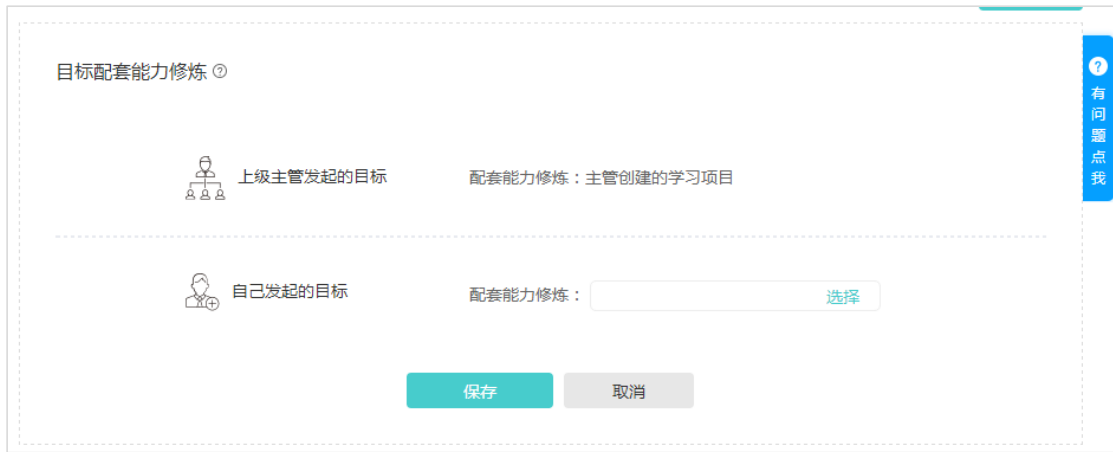 目标配套能力修炼
上级主管发起的目标 配套能力修炼：主管创建的学习项目
自己发起的目标 配套能力修炼： 选择
保存 取消
?
有问题点我